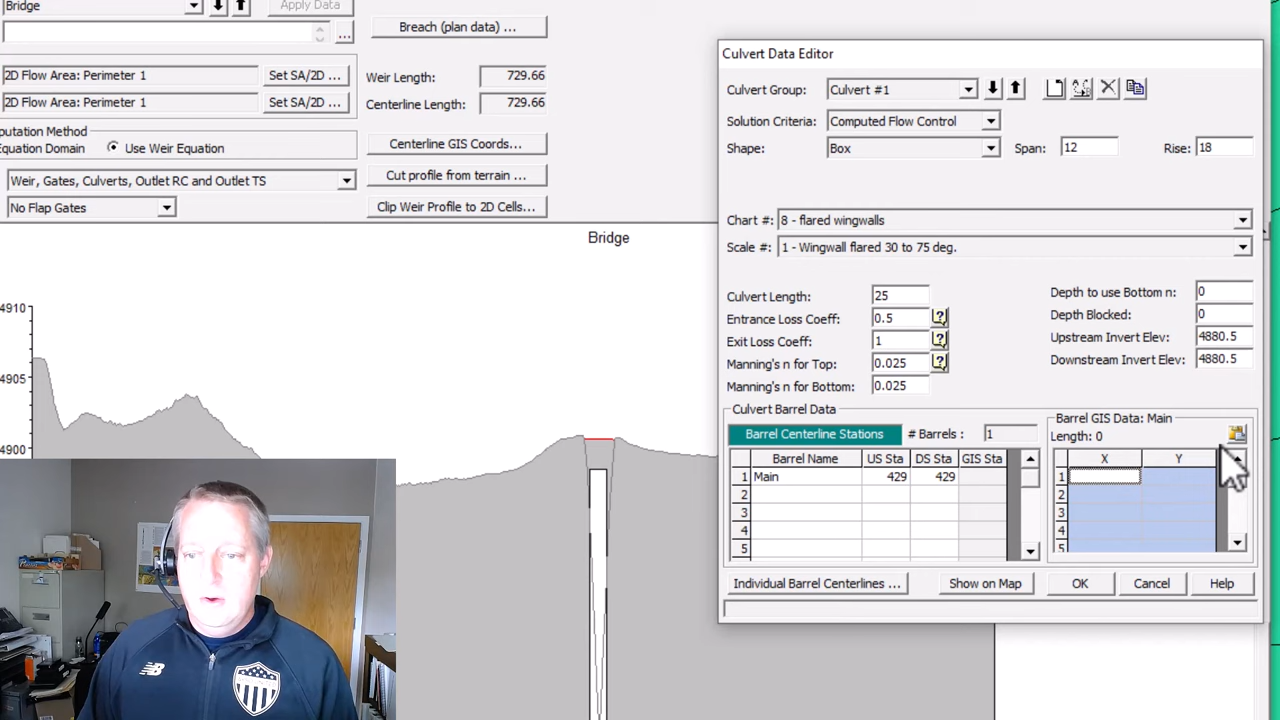 Bridge
Apply Data
...
Breach (plan data) ...
2D Flow Area: Perimeter 1
Set SA/2D ...
Weir Length:
729.66
2D Flow Area: Perimeter 1
Set SA/2D ...
Centerline Length:
729.66
putation Method
Equation Domain
Use Weir Equation
Centerline GIS Coords...
Weir, Gates, Culverts, Outlet RC and Outlet TS
Cut profile from terrain ...
No Flap Gates
Clip Weir Profile to 2D Cells...
Bridge
4910
4905
4900
Culvert Data Editor
Culvert Group:
Culvert #1
Solution Criteria:
Computed Flow Control
Shape:
Box
Span:
12
Rise:
18
Chart #:
8 - flared wingwalls
Scale #:
1 - Wingwall flared 30 to 75 deg.
Culvert Length:
25
Depth to use Bottom n:
0
Entrance Loss Coeff:
0.5
?
Depth Blocked:
0
Exit Loss Coeff:
1
?
Upstream Invert Elev:
4880.5
Manning's n for Top:
0.025
?
Downstream Invert Elev:
4880.5
Manning's n for Bottom:
0.025
Culvert Barrel Data
Barrel Centerline Stations
# Barrels :
1
Barrel GIS Data: Main
Length: 0
Barrel Name
US Sta
DS Sta
GIS Sta
X
Y
1
Main
429
429
1
2
2
3
3
4
4
5
5
Individual Barrel Centerlines ...
Show on Map
OK
Cancel
Help
NB